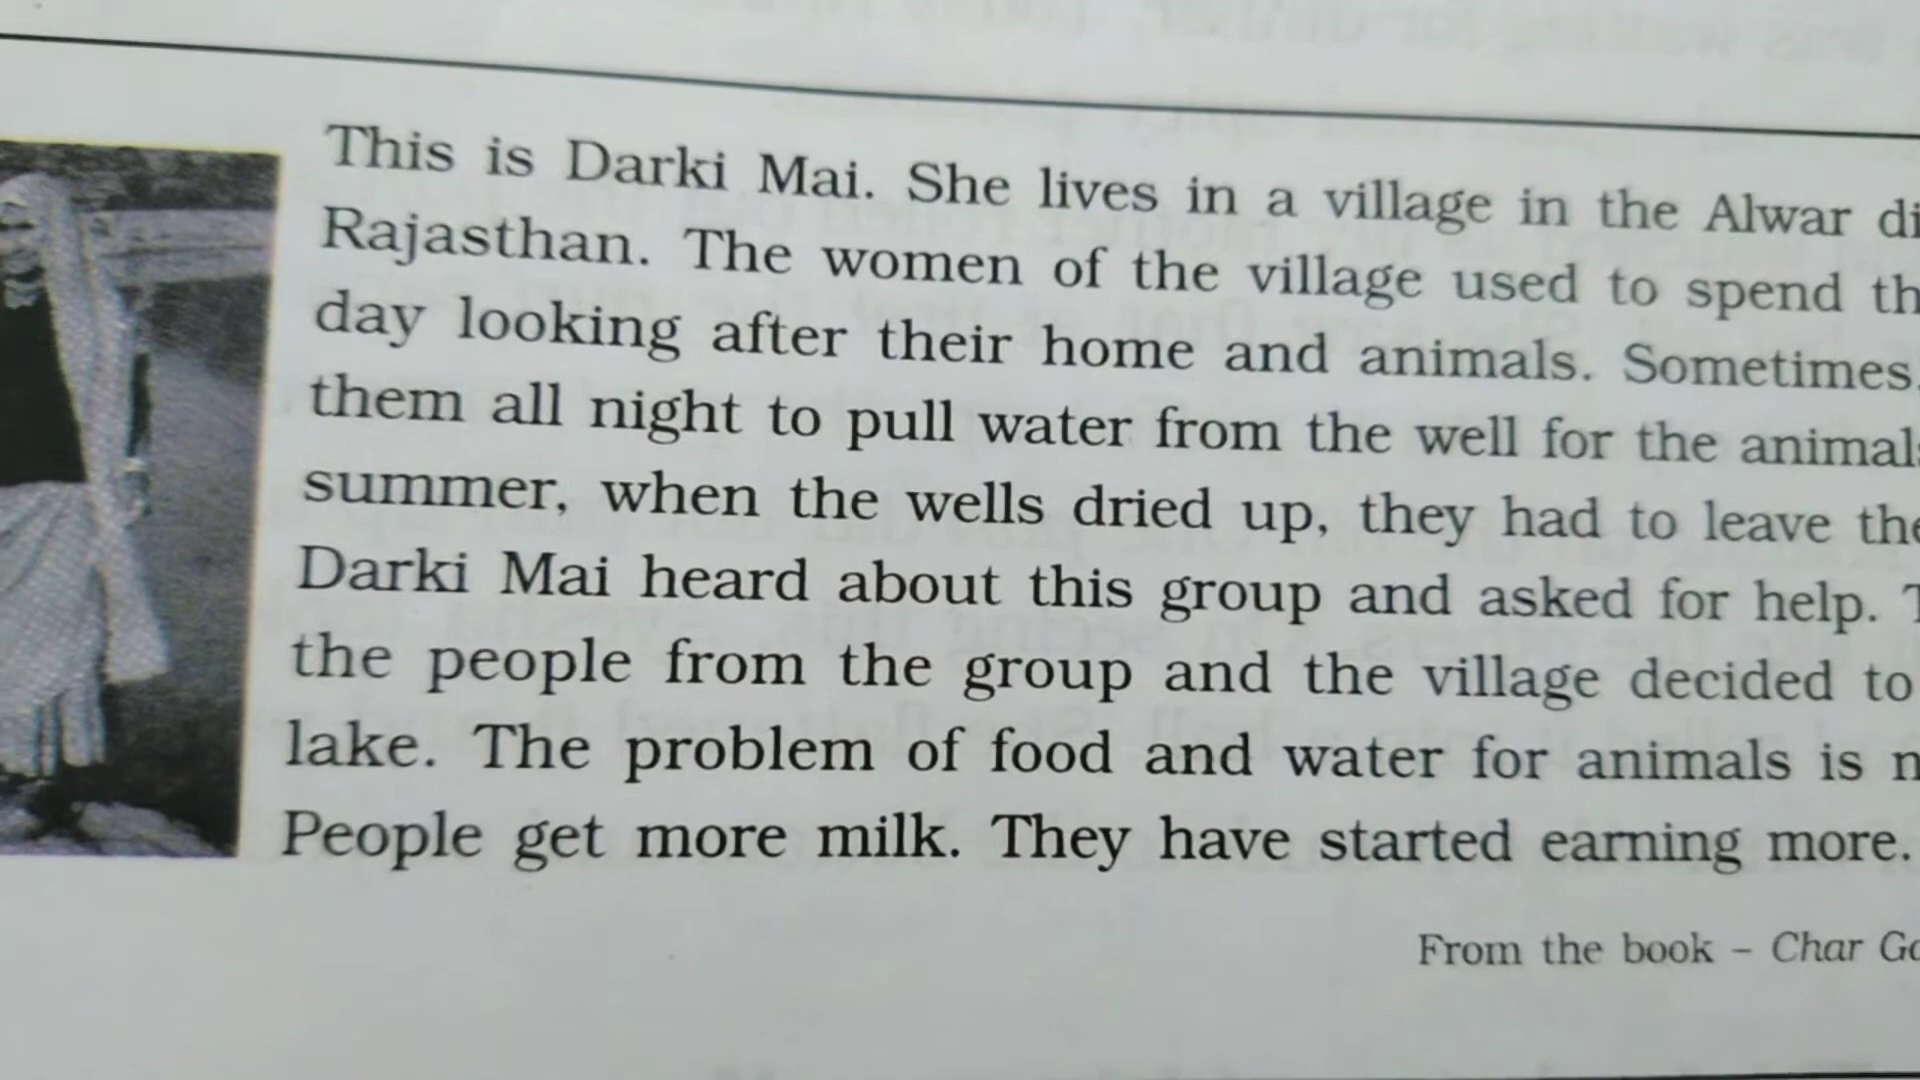 This is Darki Mai. She lives in a village in the Alwar di
Rajasthan. The women of the village used to spend th
day looking after their home and animals. Sometimes,
them all night to pull water from the well for the animals
summer, when the wells dried up, they had to leave the
Darki Mai heard about this group and asked for help. T
the people from the group and the village decided to
lake. The problem of food and water for animals is n
People get more milk. They have started earning more.
From the book – Char Go